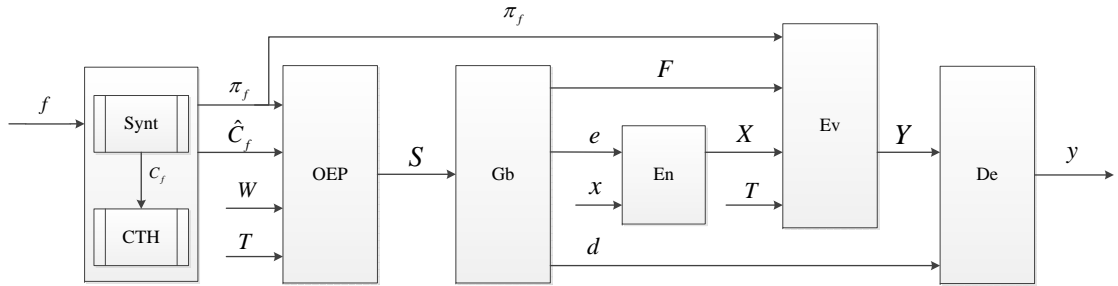 π_f
f
Synt
C_f
CTH
π_f
Ĉ_f
W
T
OEP
S
Gb
F
e
x
En
X
T
d
Ev
Y
De
y